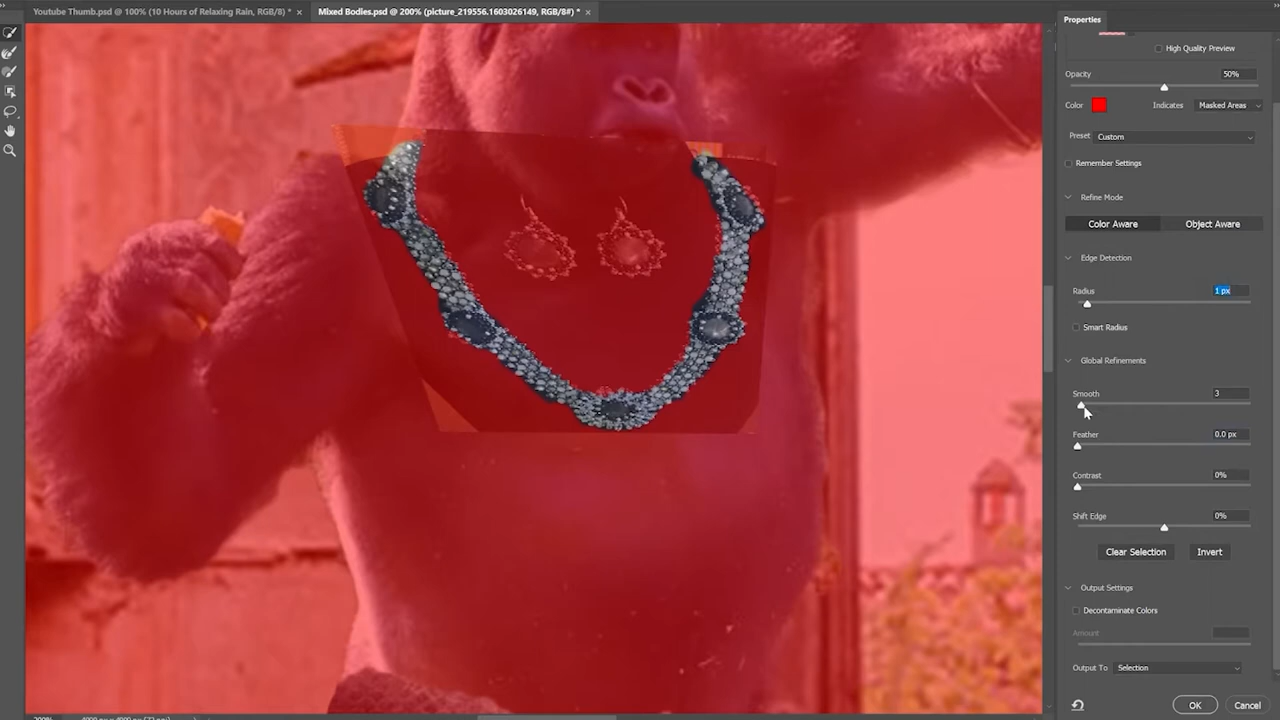 Youtube Thumb.psd @ 100% (10 Hours of Relaxing Rain, RGB/8) * ×
Mixed Bodies.psd @ 200% (picture_219556.1603026149, RGB/8#) * ×
Properties
High Quality Preview
Opacity 50%
Color Indicates Masked Areas
Preset Custom
Remember Settings
Refine Mode
Color Aware Object Aware
Edge Detection
Radius 1 px
Smart Radius
Global Refinements
Smooth 3
Feather 0.0 px
Contrast 0%
Shift Edge 0%
Clear Selection Invert
Output Settings
Decontaminate Colors
Amount
Output To Selection
OK Cancel